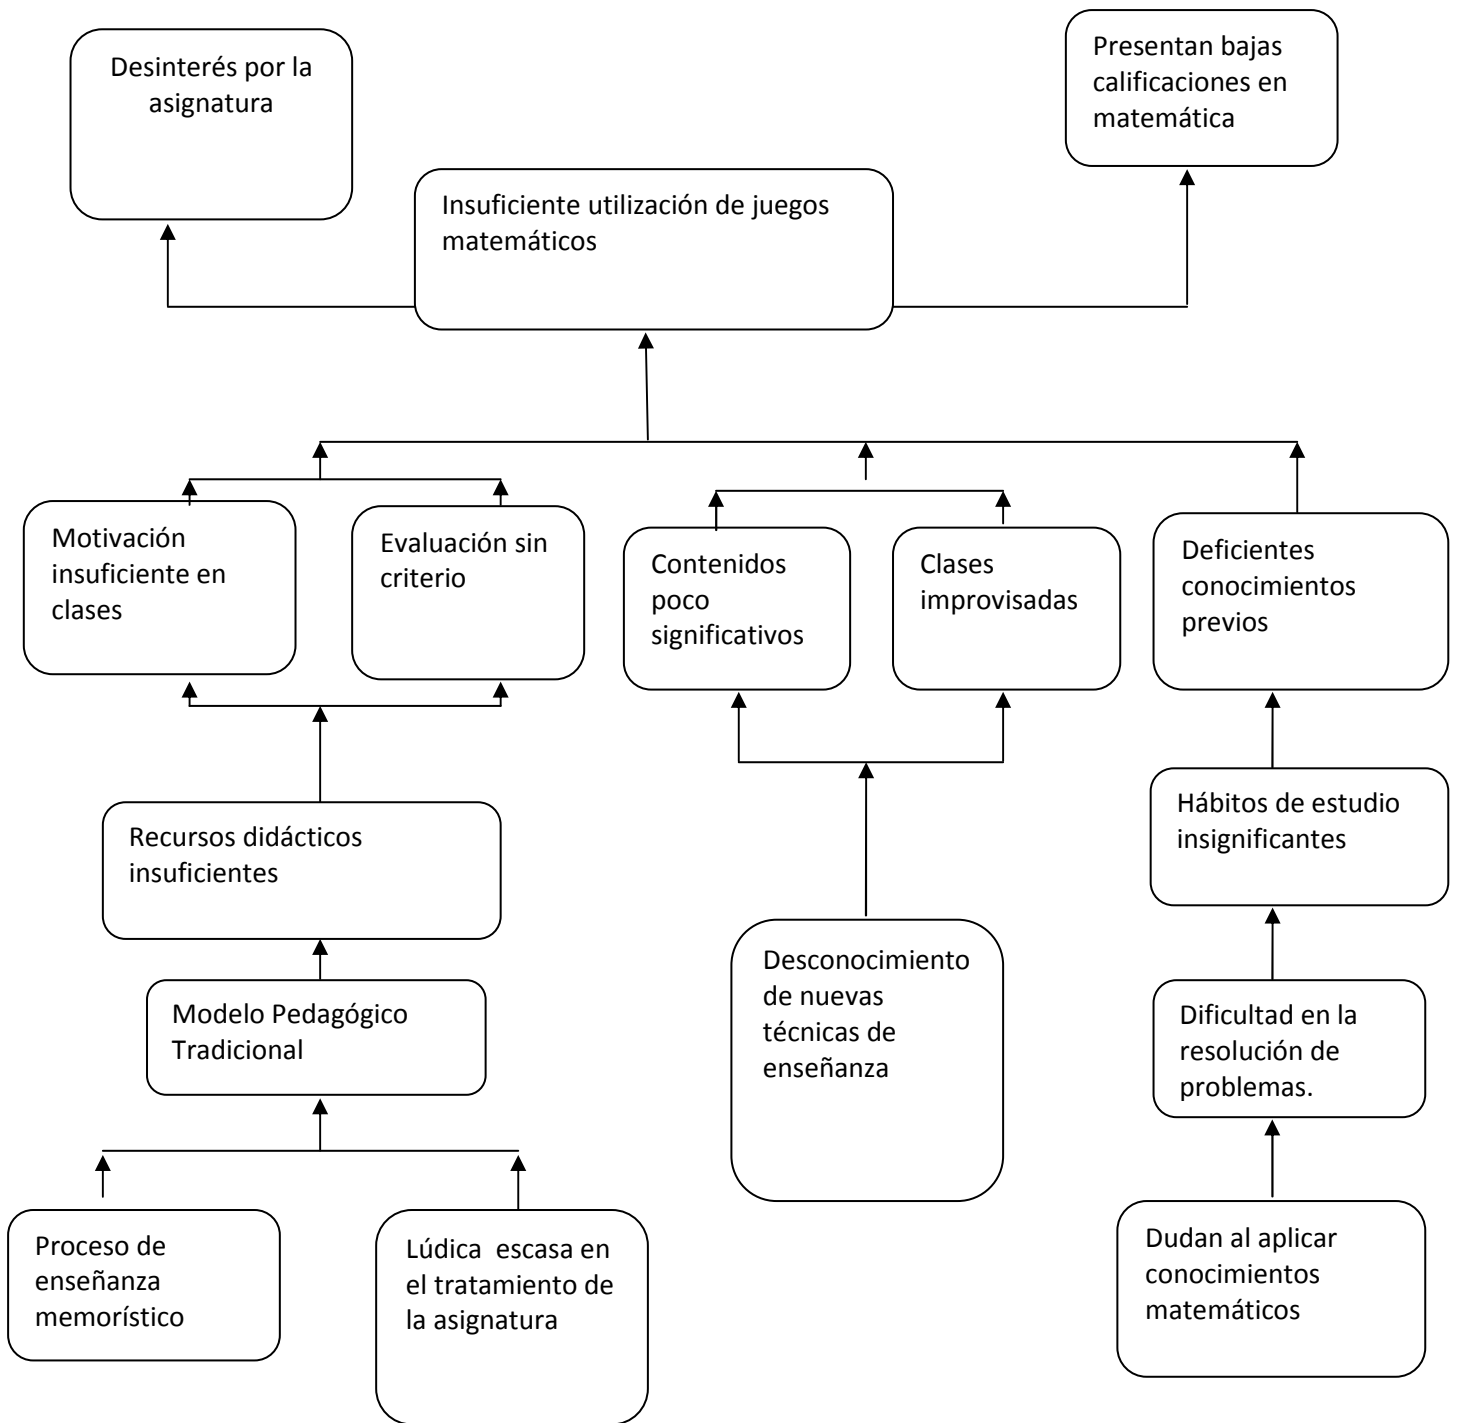 Desinterés por la
asignatura
Presentan bajas
calificaciones en
matemática
Insuficiente utilización de juegos
matemáticos
Motivación
insuficiente en
clases
Evaluación sin
criterio
Contenidos
poco
significativos
Clases
improvisadas
Deficientes
conocimientos
previos
Recursos didácticos
insuficientes
Hábitos de estudio
insignificantes
Modelo Pedagógico
Tradicional
Desconocimiento
de nuevas
técnicas de
enseñanza
Dificultad en la
resolución de
problemas.
Proceso de
enseñanza
memorístico
Lúdica  escasa en
el tratamiento de
la asignatura
Dudan al aplicar
conocimientos
matemáticos